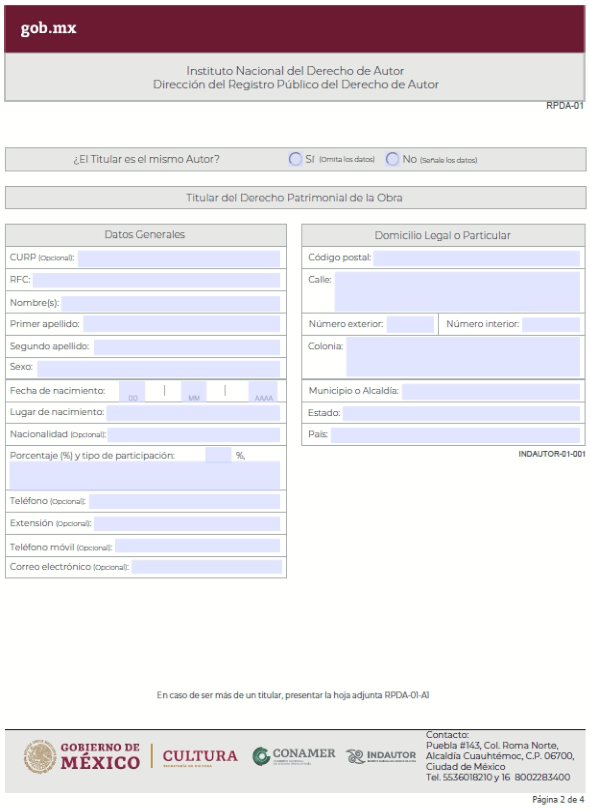 gob.mx
Instituto Nacional del Derecho de Autor
Dirección del Registro Público del Derecho de Autor
RPDA-01
¿El Titular es el mismo Autor? SÍ (Omita los datos) No (Señale los datos)
Titular del Derecho Patrimonial de la Obra
Datos Generales
CURP (Opcional):
RFC:
Nombre(s):
Primer apellido:
Segundo apellido:
Sexo:
Fecha de nacimiento: DD | MM | AAAA
Lugar de nacimiento:
Nacionalidad (Opcional):
Porcentaje (%) y tipo de participación: %,
Teléfono (Opcional):
Extensión (Opcional):
Teléfono móvil (Opcional):
Correo electrónico (Opcional):
Domicilio Legal o Particular
Código postal:
Calle:
Número exterior: Número interior:
Colonia:
Municipio o Alcaldía:
Estado:
País:
INDAUTOR-01-001
En caso de ser más de un titular, presentar la hoja adjunta RPDA-01-A1
GOBIERNO DE
MÉXICO
CULTURA
SECRETARÍA DE CULTURA
CONAMER
INDAUTOR
Contacto:
Puebla #143, Col. Roma Norte,
Alcaldía Cuauhtémoc, C.P. 06700,
Ciudad de México
Tel. 5536018210 y 16 8002283400
Página 2 de 4